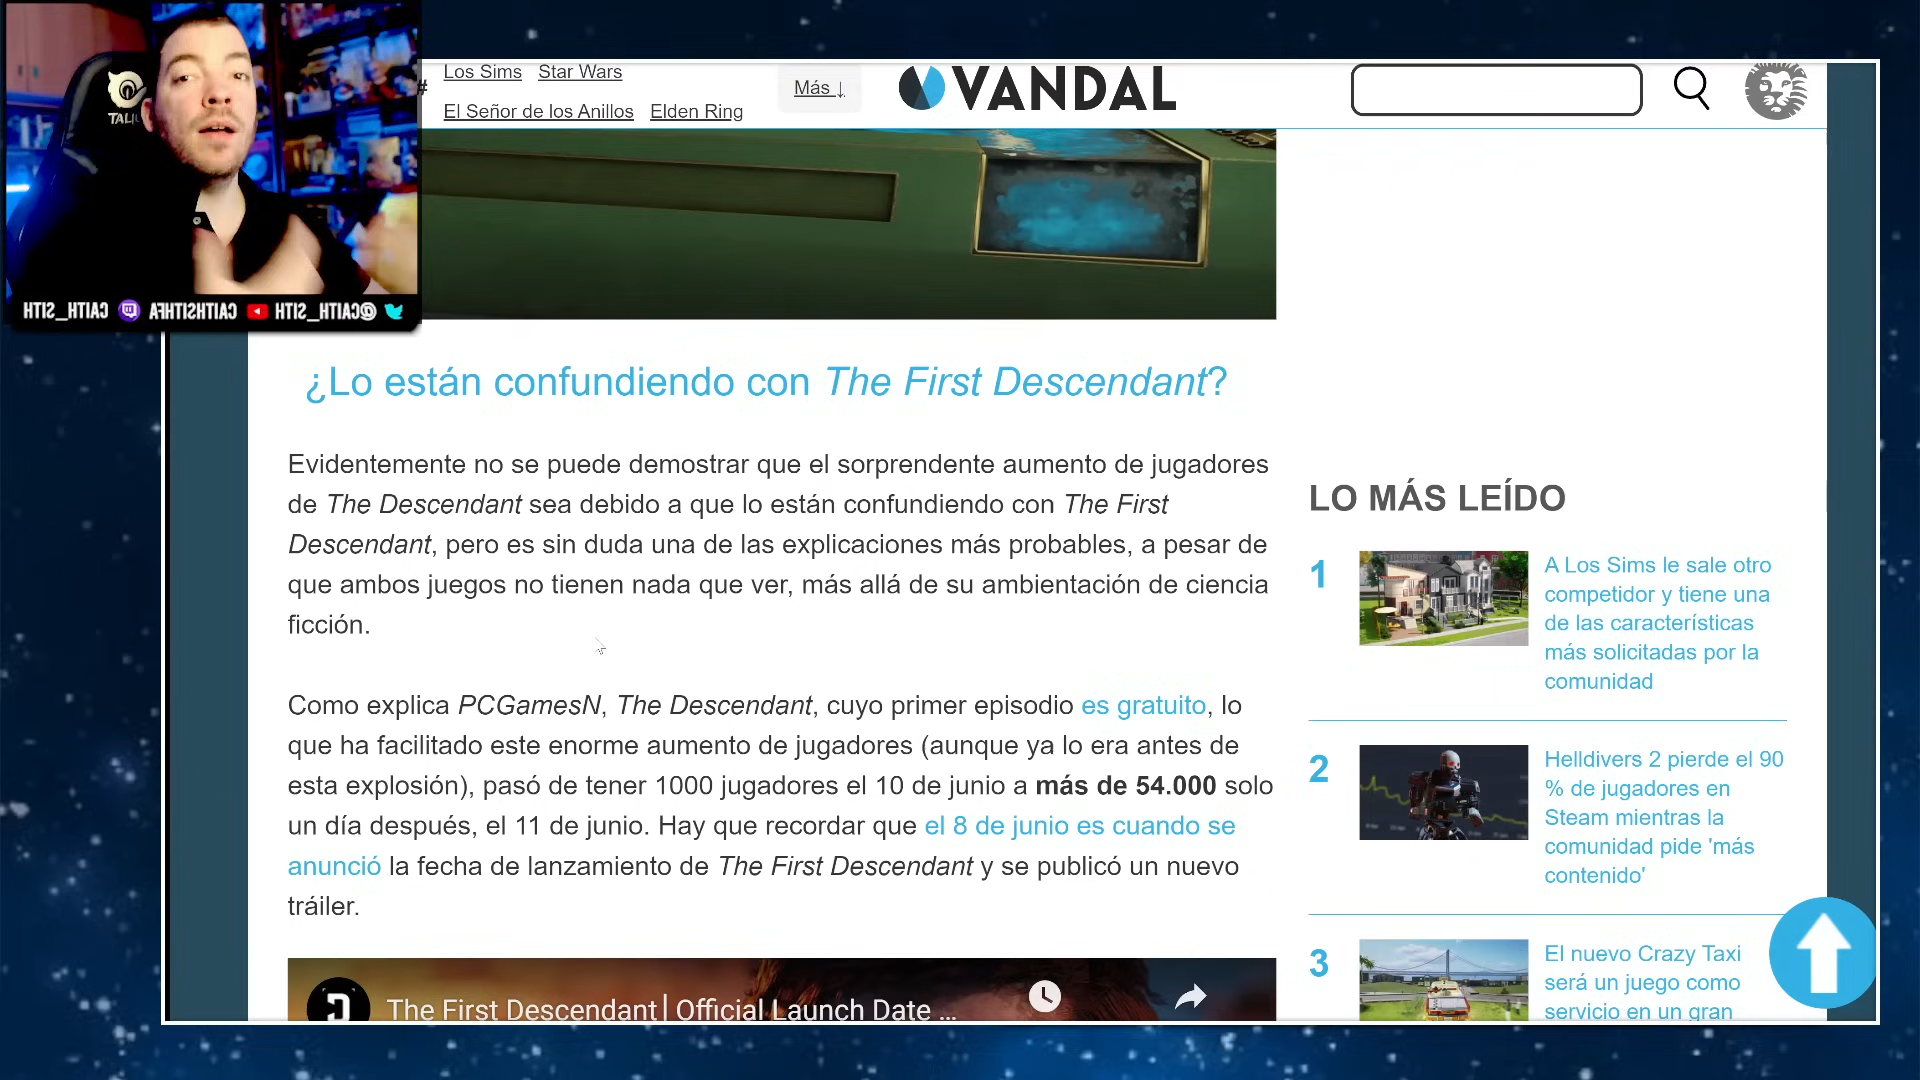 Los Sims Star Wars
#
El Señor de los Anillos Elden Ring
Más ↓
VANDAL
TALIU
CAITH_SITH CAITHSITHFA @CAITH_SITH
¿Lo están confundiendo con The First Descendant?
Evidentemente no se puede demostrar que el sorprendente aumento de jugadores
de The Descendant sea debido a que lo están confundiendo con The First
Descendant, pero es sin duda una de las explicaciones más probables, a pesar de
que ambos juegos no tienen nada que ver, más allá de su ambientación de ciencia
ficción.
Como explica PCGamesN, The Descendant, cuyo primer episodio es gratuito, lo
que ha facilitado este enorme aumento de jugadores (aunque ya lo era antes de
esta explosión), pasó de tener 1000 jugadores el 10 de junio a más de 54.000 solo
un día después, el 11 de junio. Hay que recordar que el 8 de junio es cuando se
anunció la fecha de lanzamiento de The First Descendant y se publicó un nuevo
tráiler.
The First Descendant| Official Launch Date ...
LO MÁS LEÍDO
1
A Los Sims le sale otro
competidor y tiene una
de las características
más solicitadas por la
comunidad
2
Helldivers 2 pierde el 90
% de jugadores en
Steam mientras la
comunidad pide 'más
contenido'
3
El nuevo Crazy Taxi
será un juego como
servicio en un gran